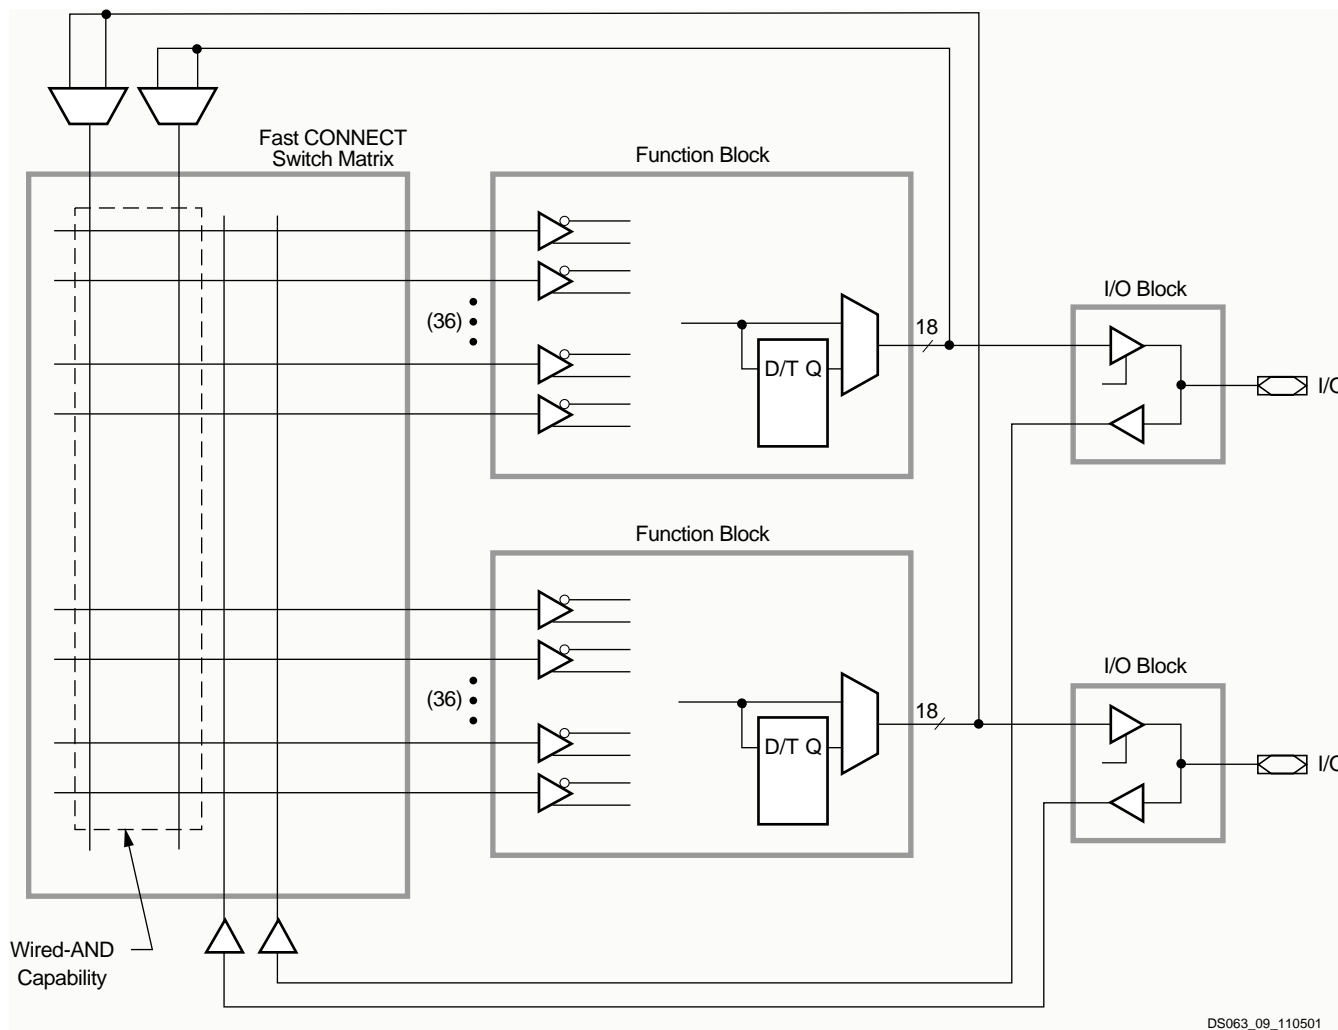 Fast CONNECT
Switch Matrix
Function Block
(36)
D/T Q
18
I/O Block
I/O
Function Block
(36)
D/T Q
18
I/O Block
I/O
Wired-AND
Capability
DS063_09_110501